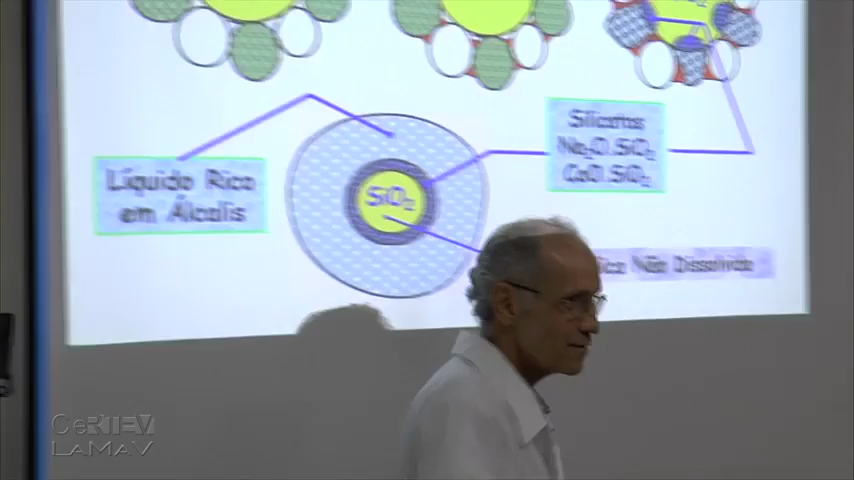 Silicatos
Na₂O.SiO₂
CaO.SiO₂
Líquido Rico
em Álcalis
SiO₂
Não Dissolvida
CeRTEV
LAMAV